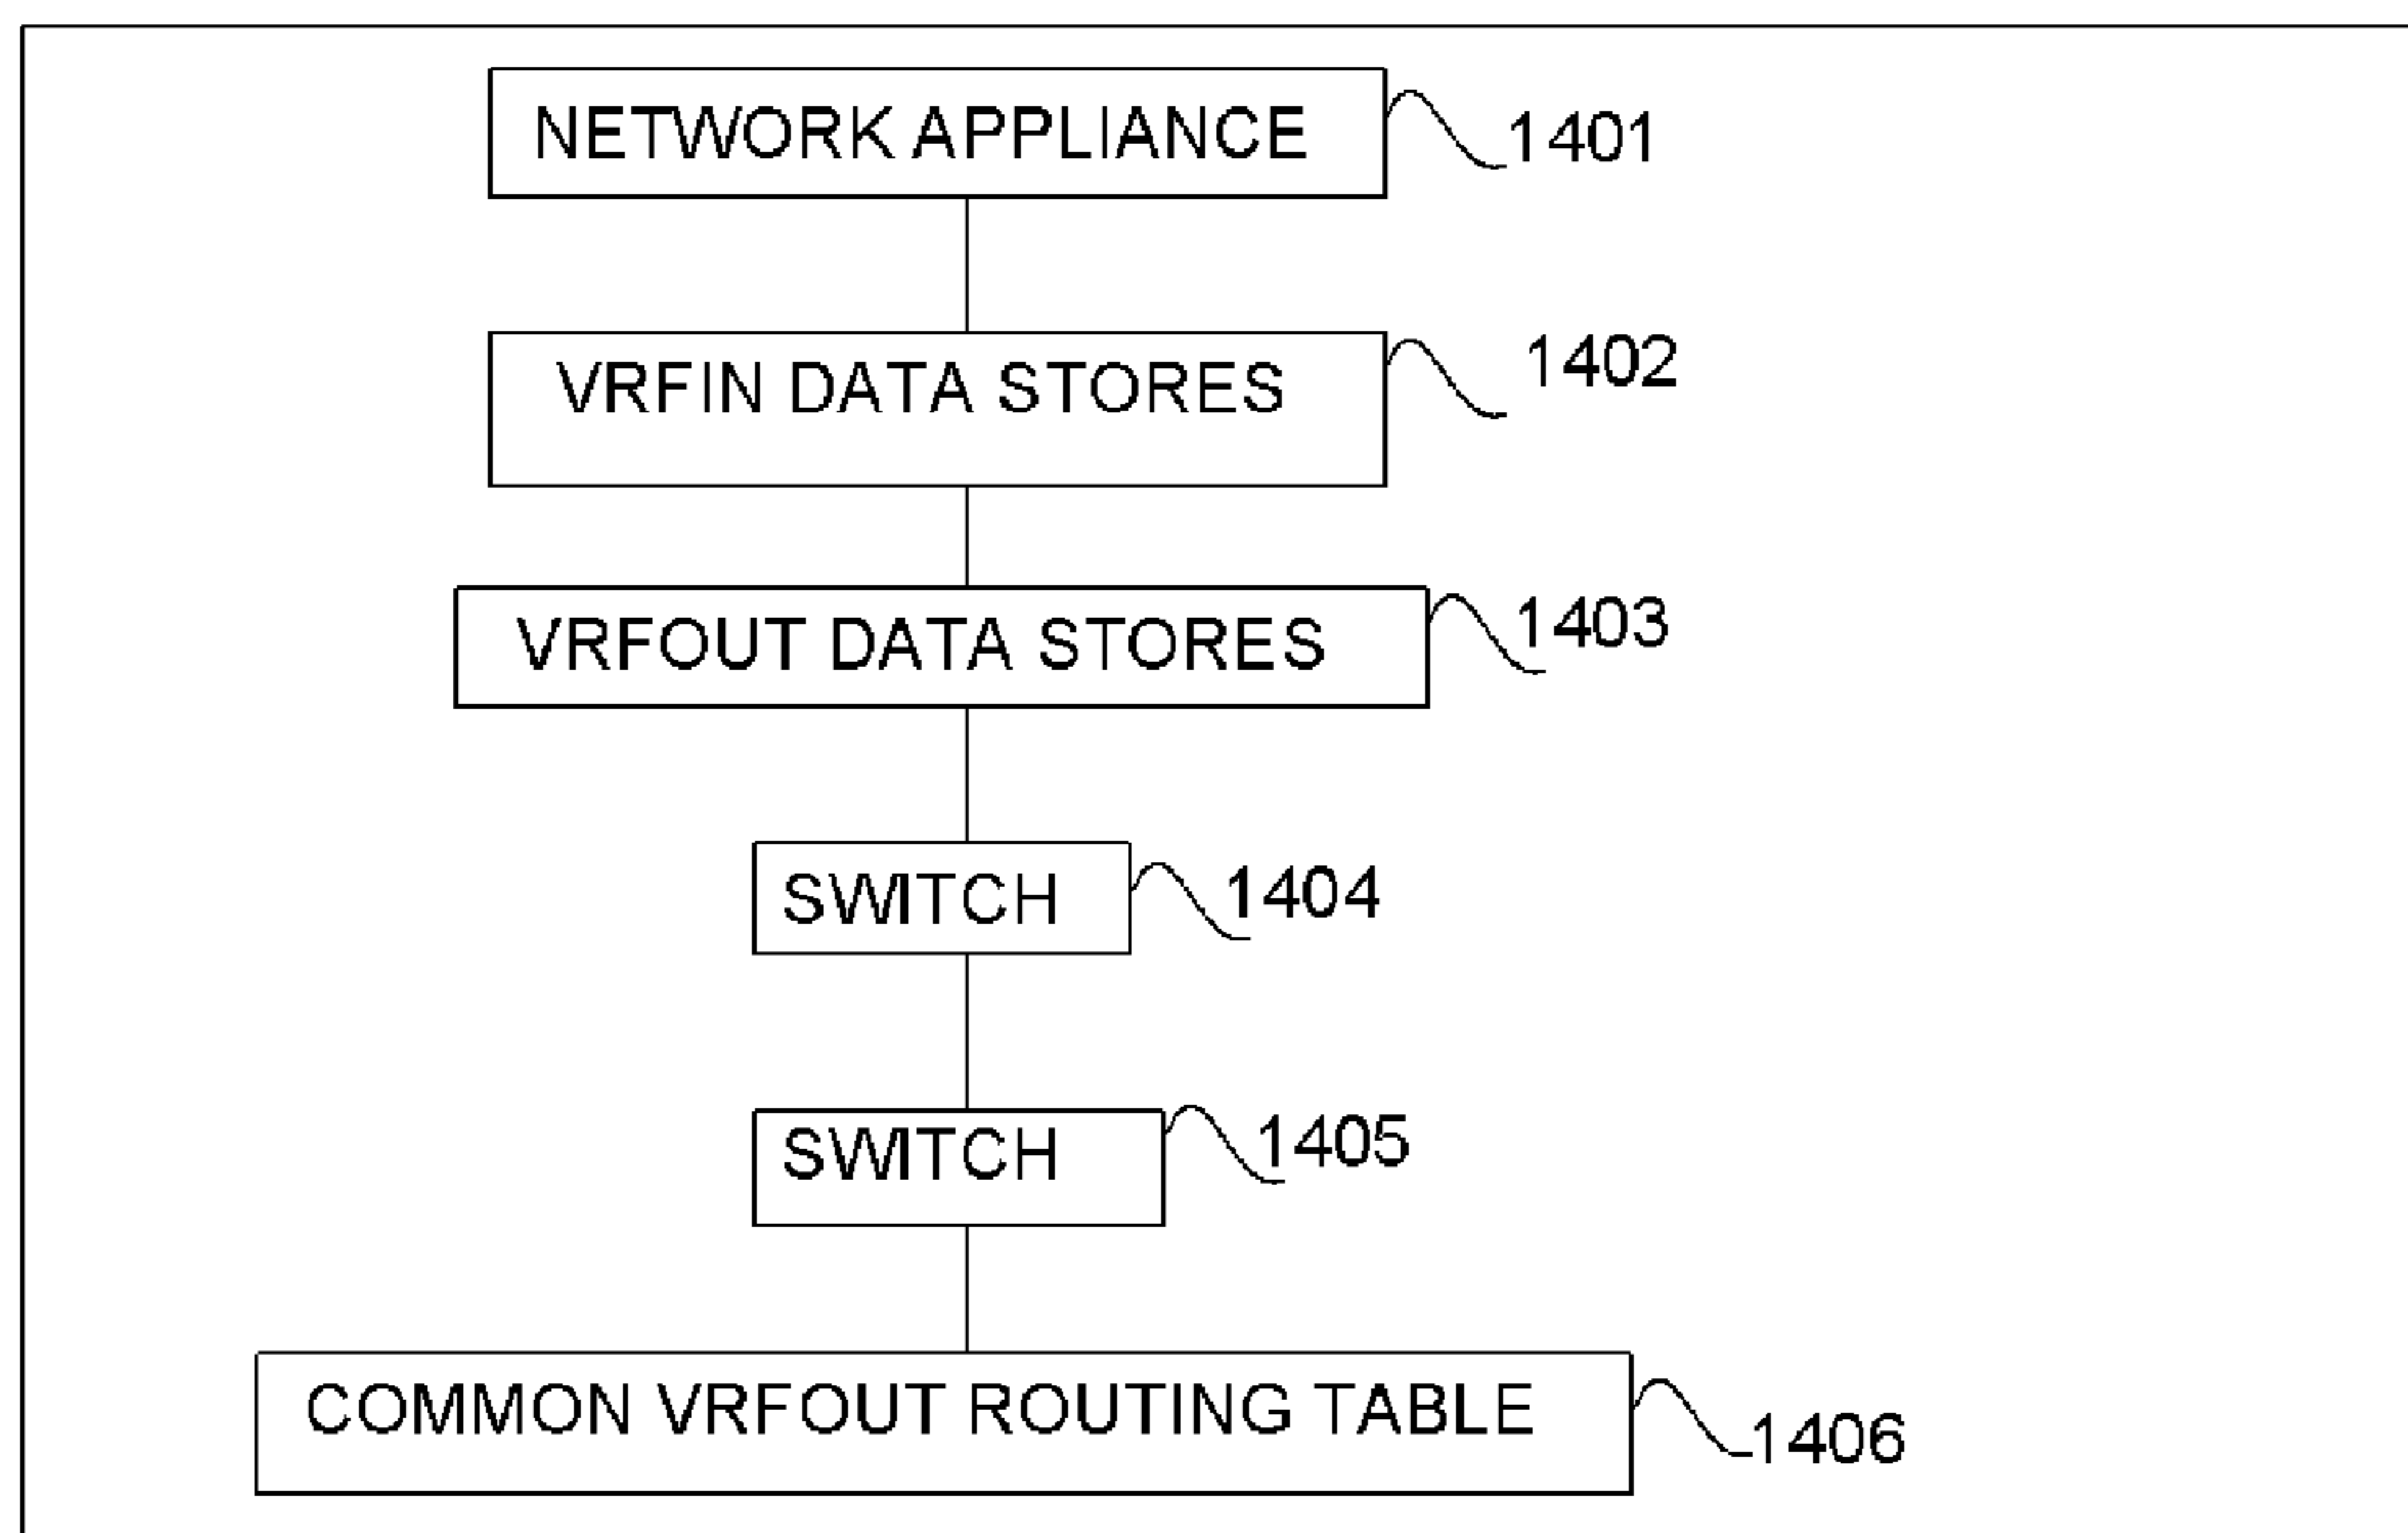 NETWORK APPLIANCE 1401
VRFIN DATA STORES 1402
VRFOUT DATA STORES 1403
SWITCH 1404
SWITCH 1405
COMMON VRFOUT ROUTING TABLE 1406